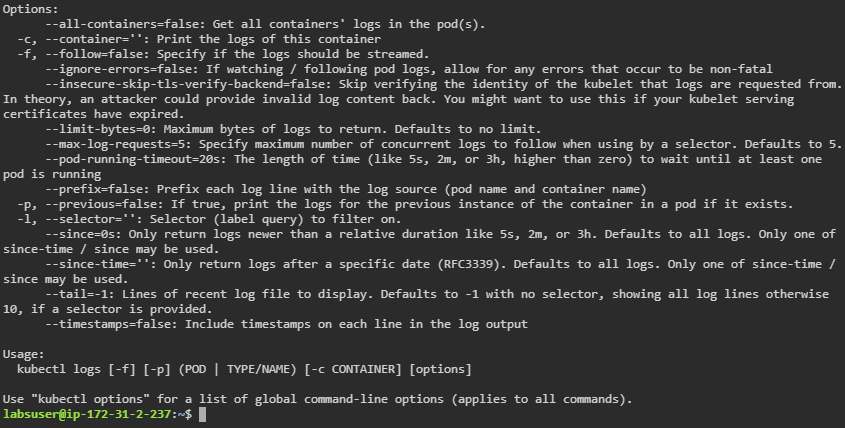 Options:
--all-containers=false: Get all containers' logs in the pod(s).
-c, --container='': Print the logs of this container
-f, --follow=false: Specify if the logs should be streamed.
--ignore-errors=false: If watching / following pod logs, allow for any errors that occur to be non-fatal
--insecure-skip-tls-verify-backend=false: Skip verifying the identity of the kubelet that logs are requested from.
In theory, an attacker could provide invalid log content back. You might want to use this if your kubelet serving
certificates have expired.
--limit-bytes=0: Maximum bytes of logs to return. Defaults to no limit.
--max-log-requests=5: Specify maximum number of concurrent logs to follow when using by a selector. Defaults to 5.
--pod-running-timeout=20s: The length of time (like 5s, 2m, or 3h, higher than zero) to wait until at least one
pod is running
--prefix=false: Prefix each log line with the log source (pod name and container name)
-p, --previous=false: If true, print the logs for the previous instance of the container in a pod if it exists.
-l, --selector='': Selector (label query) to filter on.
--since=0s: Only return logs newer than a relative duration like 5s, 2m, or 3h. Defaults to all logs. Only one of
since-time / since may be used.
--since-time='': Only return logs after a specific date (RFC3339). Defaults to all logs. Only one of since-time /
since may be used.
--tail=-1: Lines of recent log file to display. Defaults to -1 with no selector, showing all log lines otherwise
10, if a selector is provided.
--timestamps=false: Include timestamps on each line in the log output
Usage:
kubectl logs [-f] [-p] (POD | TYPE/NAME) [-c CONTAINER] [options]
Use "kubectl options" for a list of global command-line options (applies to all commands).
labsuser@ip-172-31-2-237:~$